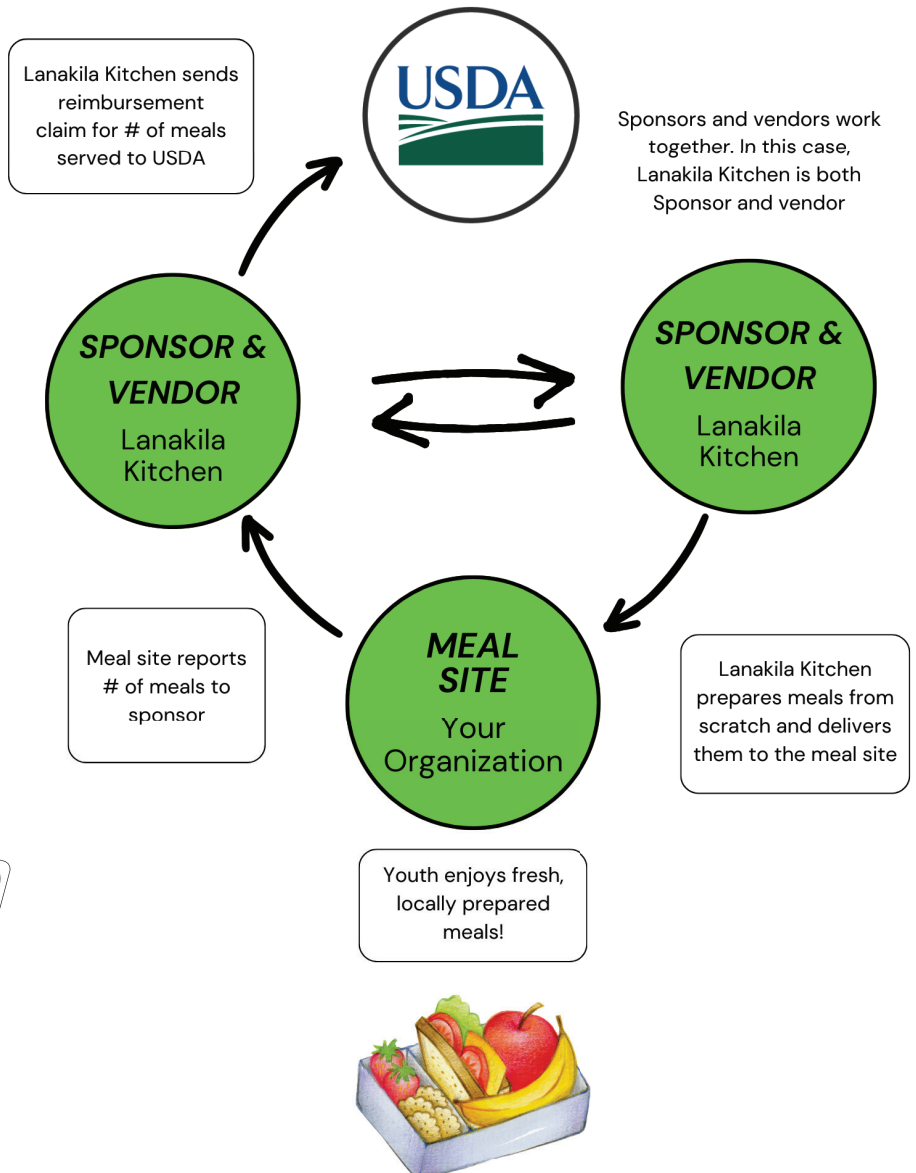 Lanakila Kitchen sends
reimbursement
claim for # of meals
served to USDA
USDA
Sponsors and vendors work
together. In this case,
Lanakila Kitchen is both
Sponsor and vendor
SPONSOR &
VENDOR
Lanakila
Kitchen
SPONSOR &
VENDOR
Lanakila
Kitchen
Meal site reports
# of meals to
sponsor
MEAL
SITE
Your
Organization
Lanakila Kitchen
prepares meals from
scratch and delivers
them to the meal site
Youth enjoys fresh,
locally prepared
meals!